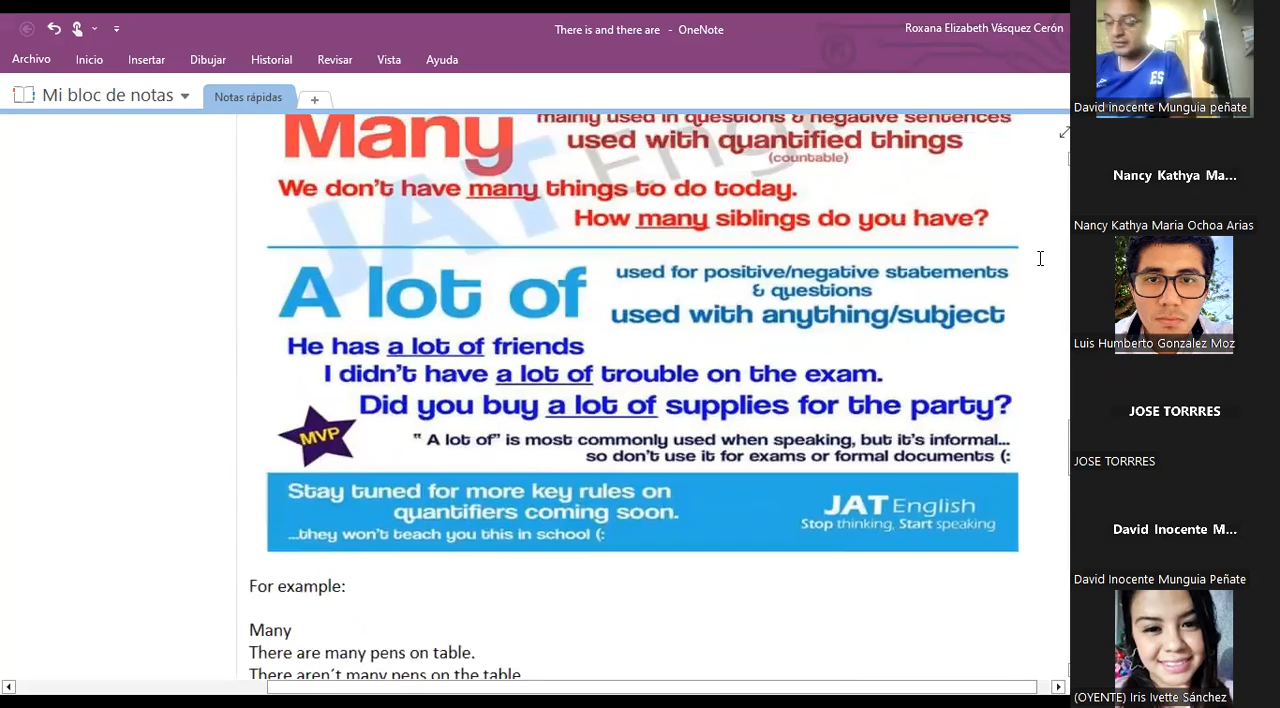 There is and there are - OneNote
Roxana Elizabeth Vásquez Cerón
Archivo Inicio Insertar Dibujar Historial Revisar Vista Ayuda
Mi bloc de notas
Notas rápidas
Many
mainly used in questions & negative sentences
used with quantified things
(countable)
We don't have many things to do today.
How many siblings do you have?
A lot of
used for positive/negative statements
& questions
used with anything/subject
He has a lot of friends
I didn't have a lot of trouble on the exam.
Did you buy a lot of supplies for the party?
MVP
" A lot of" is most commonly used when speaking, but it's informal...
so don't use it for exams or formal documents (:
Stay tuned for more key rules on
quantifiers coming soon.
...they won't teach you this in school (:
JAT English
Stop thinking, Start speaking
For example:
Many
There are many pens on table.
There aren´t many pens on the table
ES
David inocente Munguia peñate
Nancy Kathya Ma...
Nancy Kathya Maria Ochoa Arias
Luis Humberto Gonzalez Moz
JOSE TORRRES
JOSE TORRRES
David Inocente M...
David Inocente Munguia Peñate
(OYENTE) Iris Ivette Sánchez